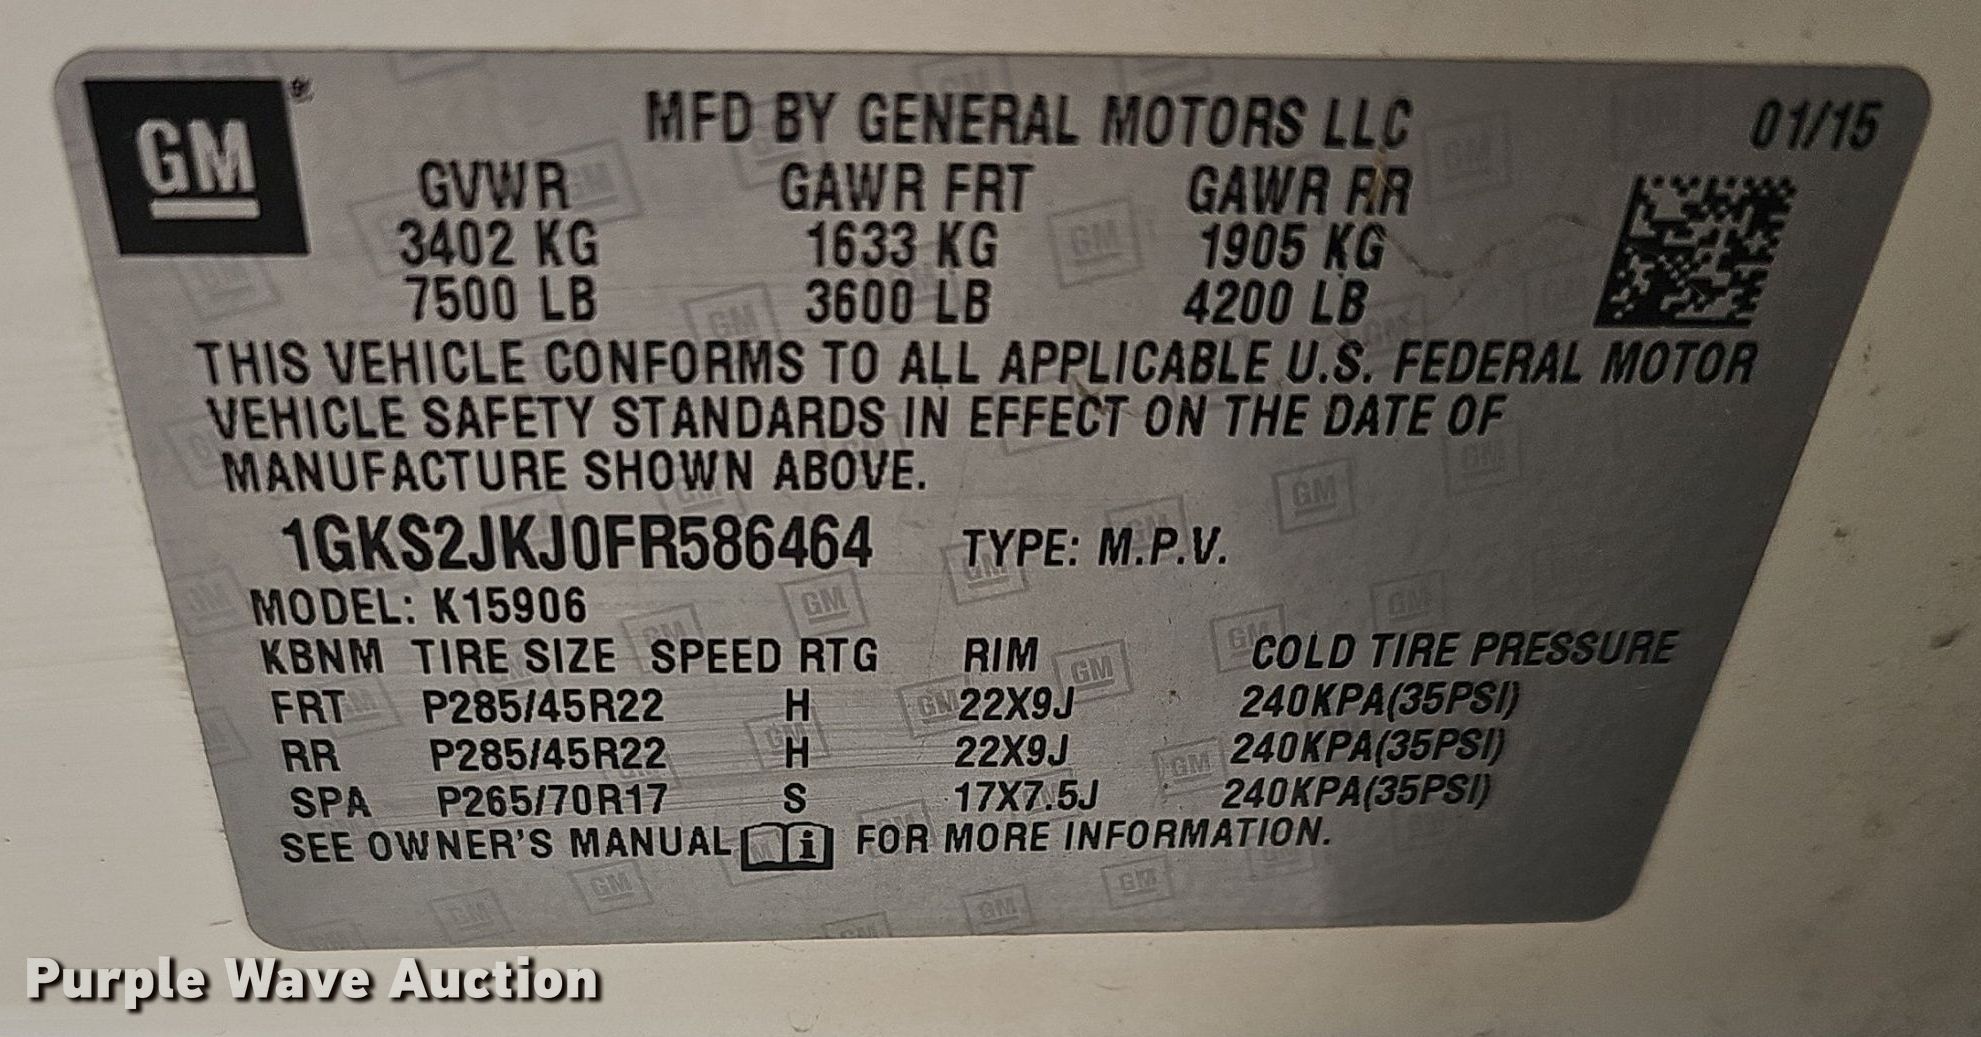 GM
MFD BY GENERAL MOTORS LLC 01/15
GVWR GAWR FRT GAWR RR
3402 KG 1633 KG 1905 KG
7500 LB 3600 LB 4200 LB
THIS VEHICLE CONFORMS TO ALL APPLICABLE U.S. FEDERAL MOTOR
VEHICLE SAFETY STANDARDS IN EFFECT ON THE DATE OF
MANUFACTURE SHOWN ABOVE.
1GKS2JKJ0FR586464 TYPE: M.P.V.
MODEL: K15906
KBNM TIRE SIZE SPEED RTG RIM COLD TIRE PRESSURE
FRT P285/45R22 H 22X9J 240KPA(35PSI)
RR P285/45R22 H 22X9J 240KPA(35PSI)
SPA P265/70R17 S 17X7.5J 240KPA(35PSI)
SEE OWNER'S MANUAL i FOR MORE INFORMATION.
Purple Wave Auction